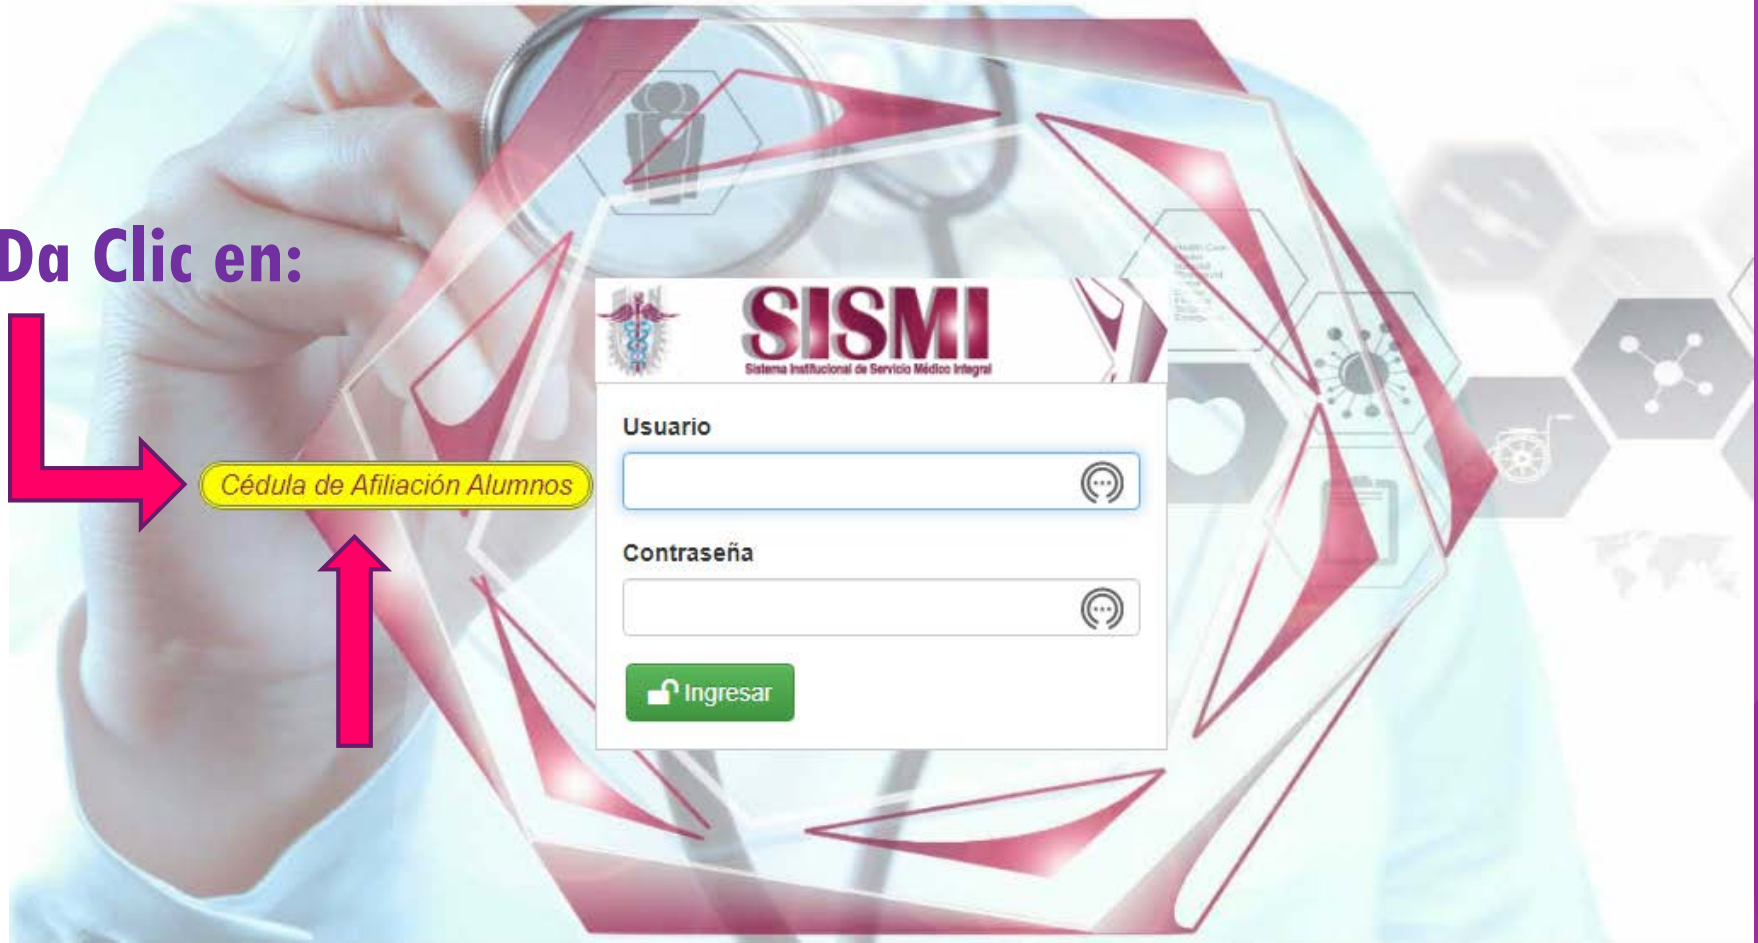 Da Clic en:
SISMI
Sistema Institucional de Servicio Médico Integral
Usuario
Cédula de Afiliación Alumnos
Contraseña
Ingresar